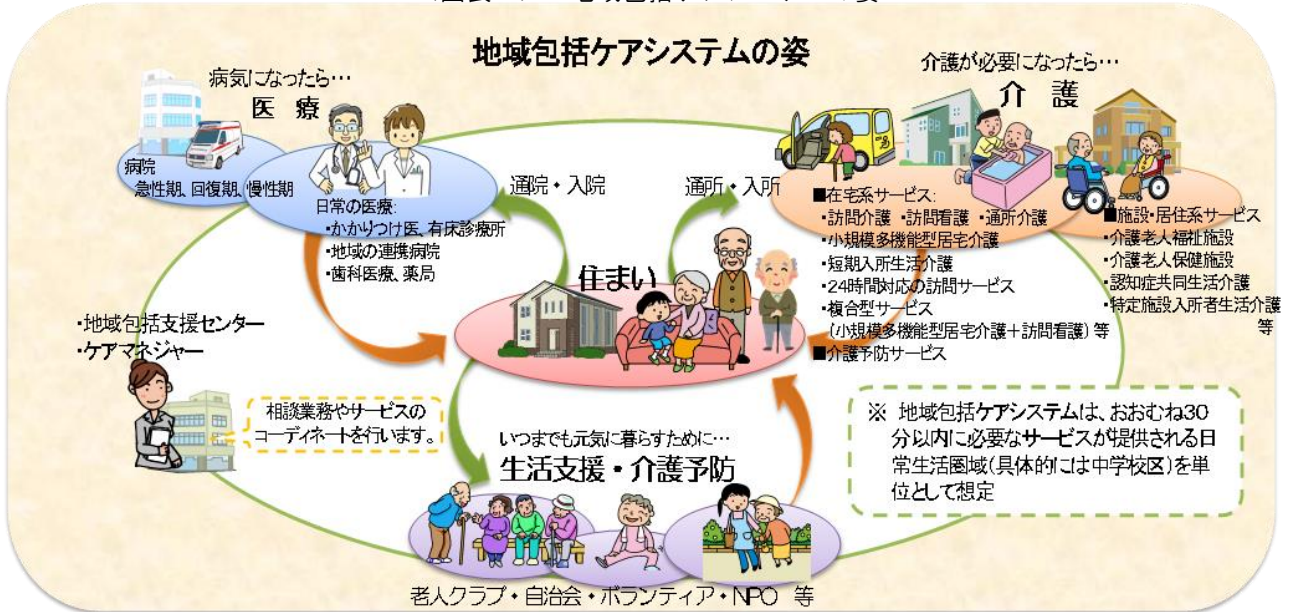 地域包括ケアシステムの姿
病気になったら…
医 療
病院
急性期、回復期、慢性期
日常の医療:
・かかりつけ医、有床診療所
・地域の連携病院
・歯科医療、薬局
通院・入院
通所・入所
介護が必要になったら…
介 護
■在宅系サービス:
・訪問介護 ・訪問看護 ・通所介護
・小規模多機能型居宅介護
・短期入所生活介護
・24時間対応の訪問サービス
・複合型サービス
(小規模多機能型居宅介護+訪問看護)等
■介護予防サービス
■施設・居住系サービス
・介護老人福祉施設
・介護老人保健施設
・認知症共同生活介護
・特定施設入所者生活介護
等
住まい
・地域包括支援センター
・ケアマネジャー
相談業務やサービスの
コーディネートを行います。
いつまでも元気に暮らすために…
生活支援・介護予防
老人クラブ・自治会・ボランティア・NPO 等
※ 地域包括ケアシステムは、おおむね30
分以内に必要なサービスが提供される日
常生活圏域(具体的には中学校区)を単
位として想定